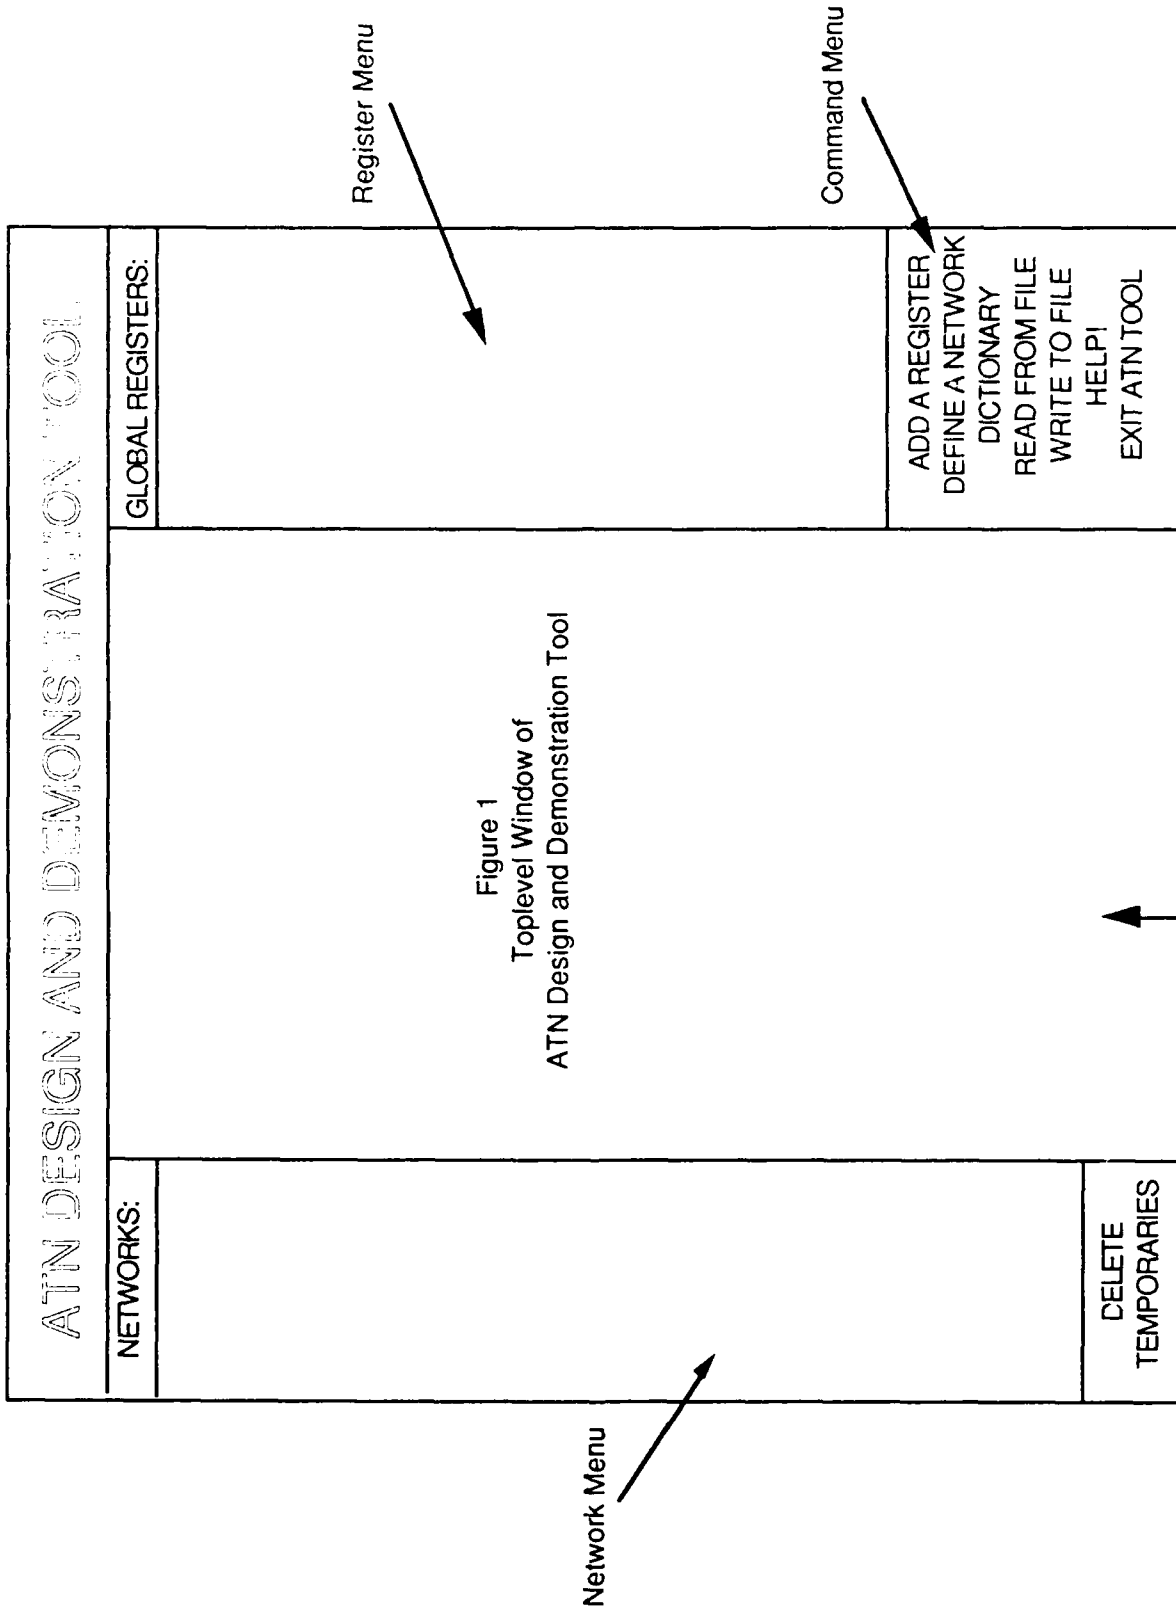 ATN DESIGN AND DEMONSTRATION TOOL
NETWORKS:
GLOBAL REGISTERS:
Register Menu
Figure 1
Toplevel Window of
ATN Design and Demonstration Tool
Network Menu
DELETE
TEMPORARIES
ADD A REGISTER
DEFINE A NETWORK
DICTIONARY
READ FROM FILE
WRITE TO FILE
HELP!
EXIT ATN TOOL
Command Menu